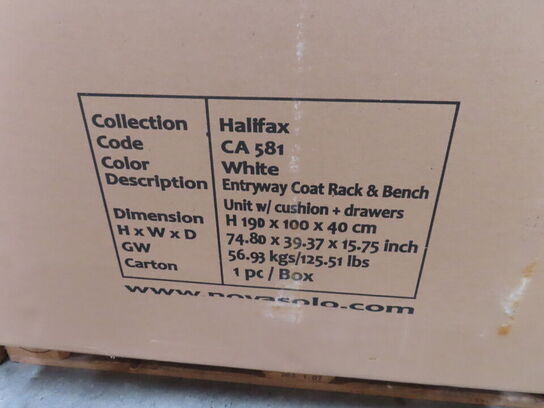 Collection Halifax
Code CA 581
Color White
Description Entryway Coat Rack & Bench
Unit w/ cushion + drawers
Dimension H 190 x 100 x 40 cm
H x W x D 74.80 x 39.37 x 15.75 inch
GW 56.93 kgs/125.51 lbs
Carton 1 pc / Box
www.novasolo.com